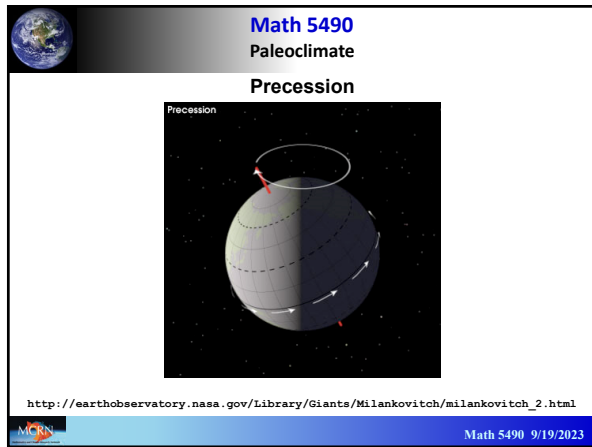 Math 5490
Paleoclimate
Precession
Precession
http://earthobservatory.nasa.gov/Library/Giants/Milankovitch/milankovitch_2.html
MCRN
Math 5490 9/19/2023